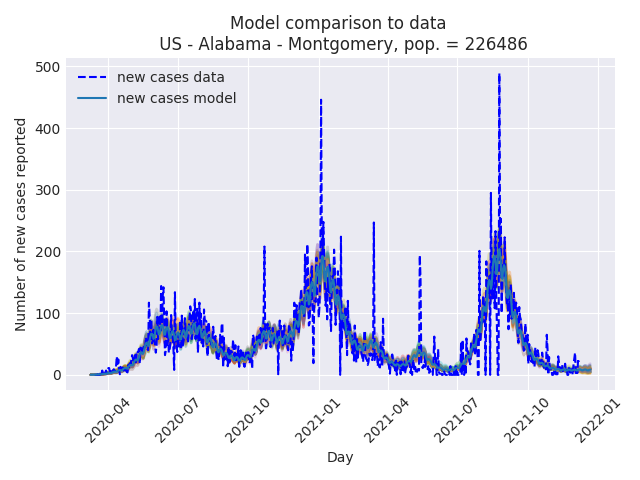 Model comparison to data
US - Alabama - Montgomery, pop. = 226486
new cases data
new cases model
Number of new cases reported
500
400
300
200
100
0
2020-04
2020-07
2020-10
2021-01
2021-04
2021-07
2021-10
2022-01
Day